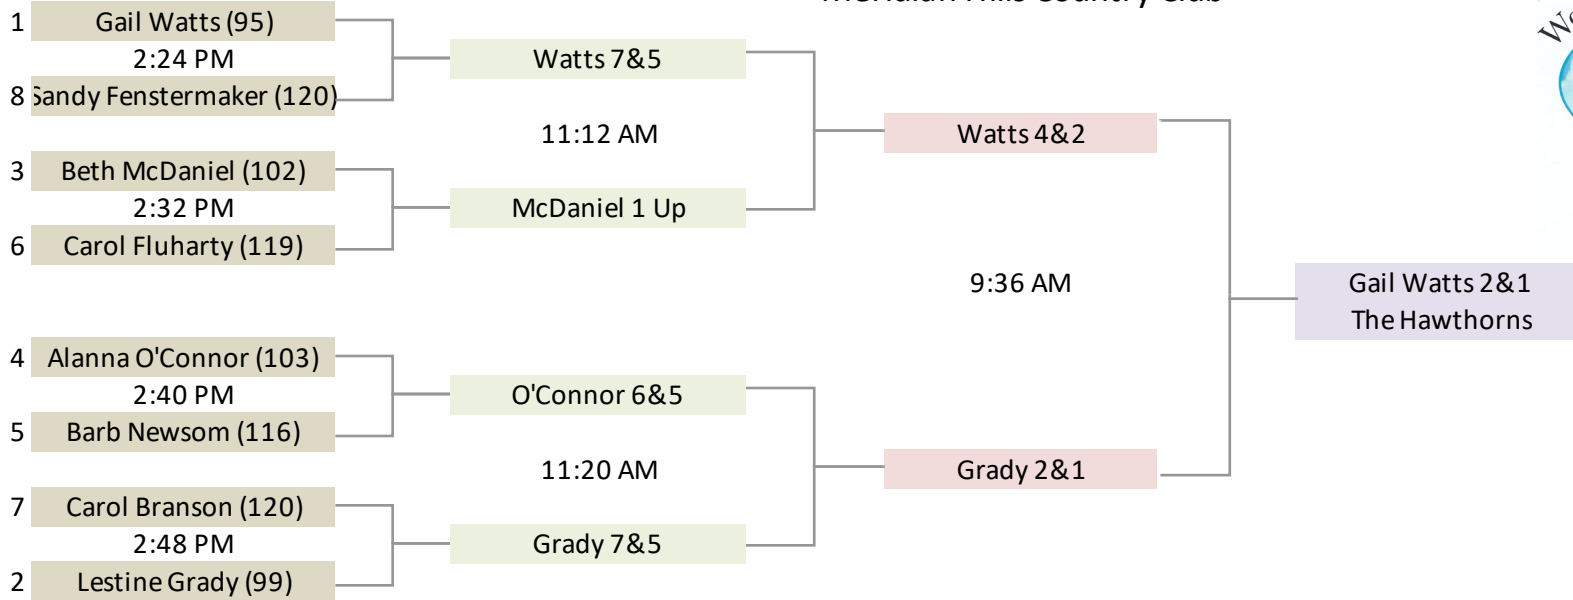 Meridian Hills Country Club
1 Gail Watts (95)
2:24 PM
8 Sandy Fenstermaker (120)
Watts 7&5
11:12 AM
3 Beth McDaniel (102)
2:32 PM
6 Carol Fluharty (119)
McDaniel 1 Up
Watts 4&2
9:36 AM
4 Alanna O'Connor (103)
2:40 PM
5 Barb Newsom (116)
O'Connor 6&5
11:20 AM
7 Carol Branson (120)
2:48 PM
2 Lestine Grady (99)
Grady 7&5
Grady 2&1
Gail Watts 2&1
The Hawthorns